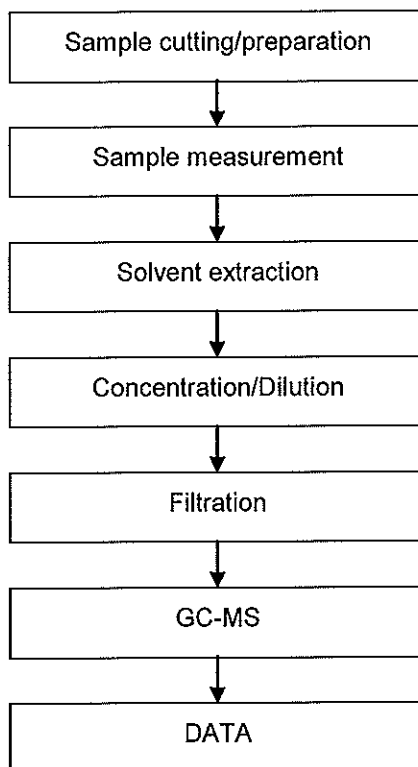 Sample cutting/preparation
Sample measurement
Solvent extraction
Concentration/Dilution
Filtration
GC-MS
DATA